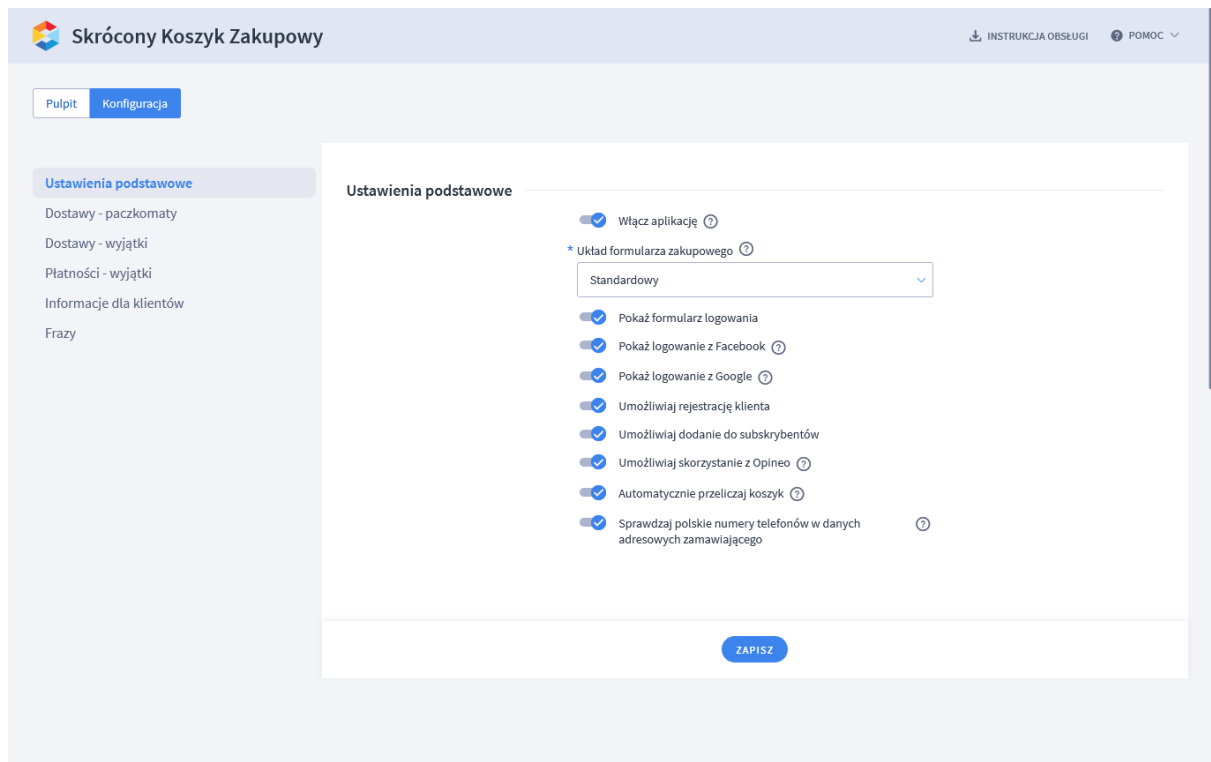 Skrócony Koszyk Zakupowy
INSTRUKCJA OBSŁUGI
POMOC
Pulpit
Konfiguracja
Ustawienia podstawowe
Dostawy - paczkomaty
Dostawy - wyjątki
Płatności - wyjątki
Informacje dla klientów
Frazy
Ustawienia podstawowe
Włącz aplikację
* Układ formularza zakupowego
Standardowy
Pokaż formularz logowania
Pokaż logowanie z Facebook
Pokaż logowanie z Google
Umożliwiaj rejestrację klienta
Umożliwiaj dodanie do subskrybentów
Umożliwiaj skorzystanie z Opineo
Automatycznie przeliczaj koszyk
Sprawdzaj polskie numery telefonów w danych
adresowych zamawiającego
ZAPISZ